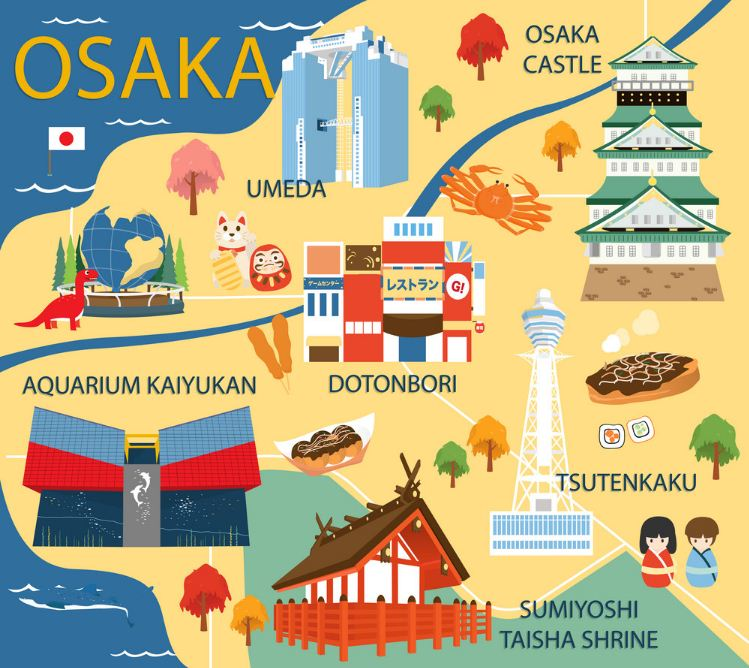 OSAKA
OSAKA
CASTLE
UMEDA
ゲームセンター
レストラン
G!
AQUARIUM KAIYUKAN
DOTONBORI
TSUTENKAKU
SUMIYOSHI
TAISHA SHRINE